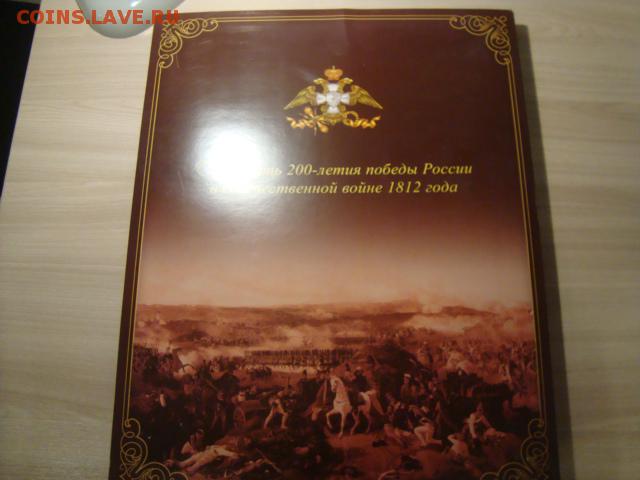 COINS.LAVE.RU
200-летия победы России
войне 1812 года